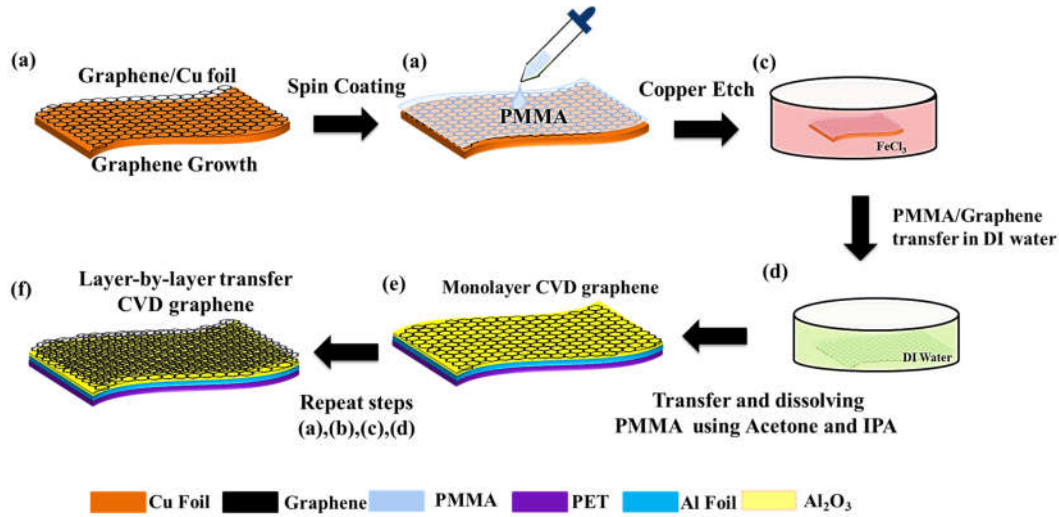 (a)
Graphene/Cu foil
Graphene Growth
Spin Coating
(a)
PMMA
Copper Etch
(c)
FeCl₃
PMMA/Graphene
transfer in DI water
(d)
DI Water
Transfer and dissolving
PMMA using Acetone and IPA
(e)
Monolayer CVD graphene
Repeat steps
(a),(b),(c),(d)
(f)
Layer-by-layer transfer
CVD graphene
Cu Foil Graphene PMMA PET Al Foil Al₂O₃